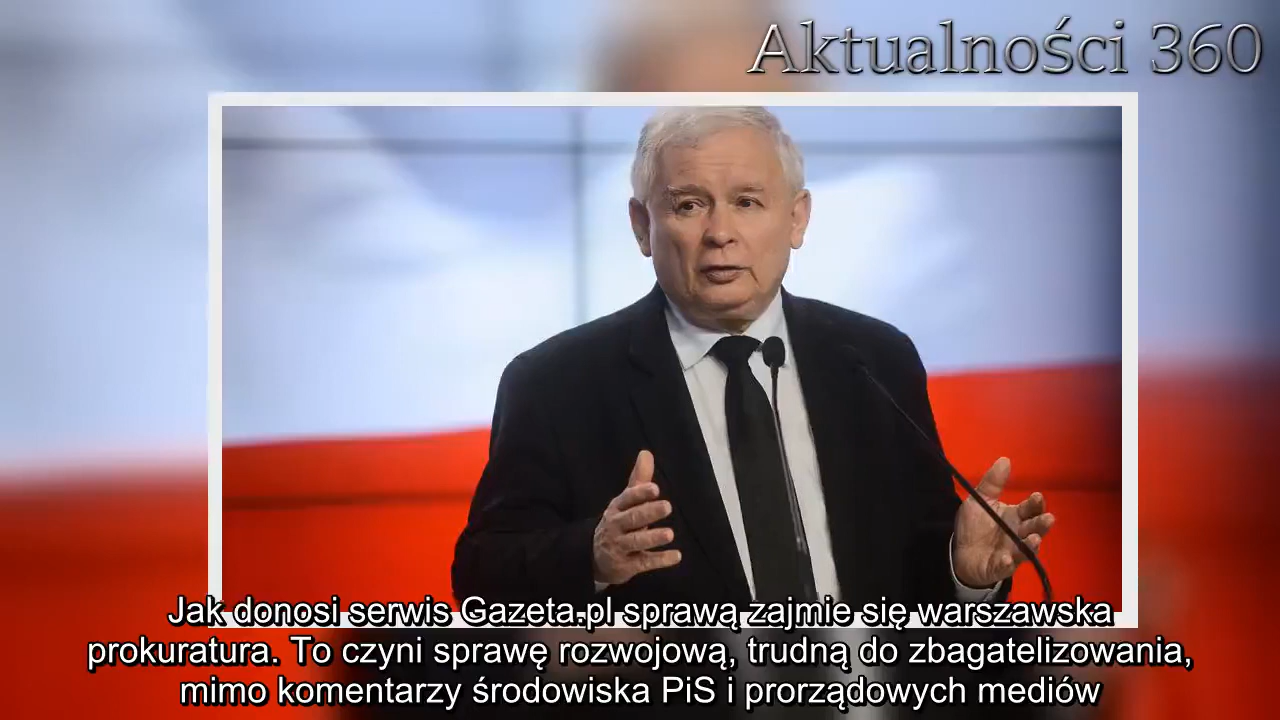 Aktualności 360
Jak donosi serwis Gazeta.pl sprawą zajmie się warszawska
prokuratura. To czyni sprawę rozwojową, trudną do zbagatelizowania,
mimo komentarzy środowiska PiS i prorządowych mediów